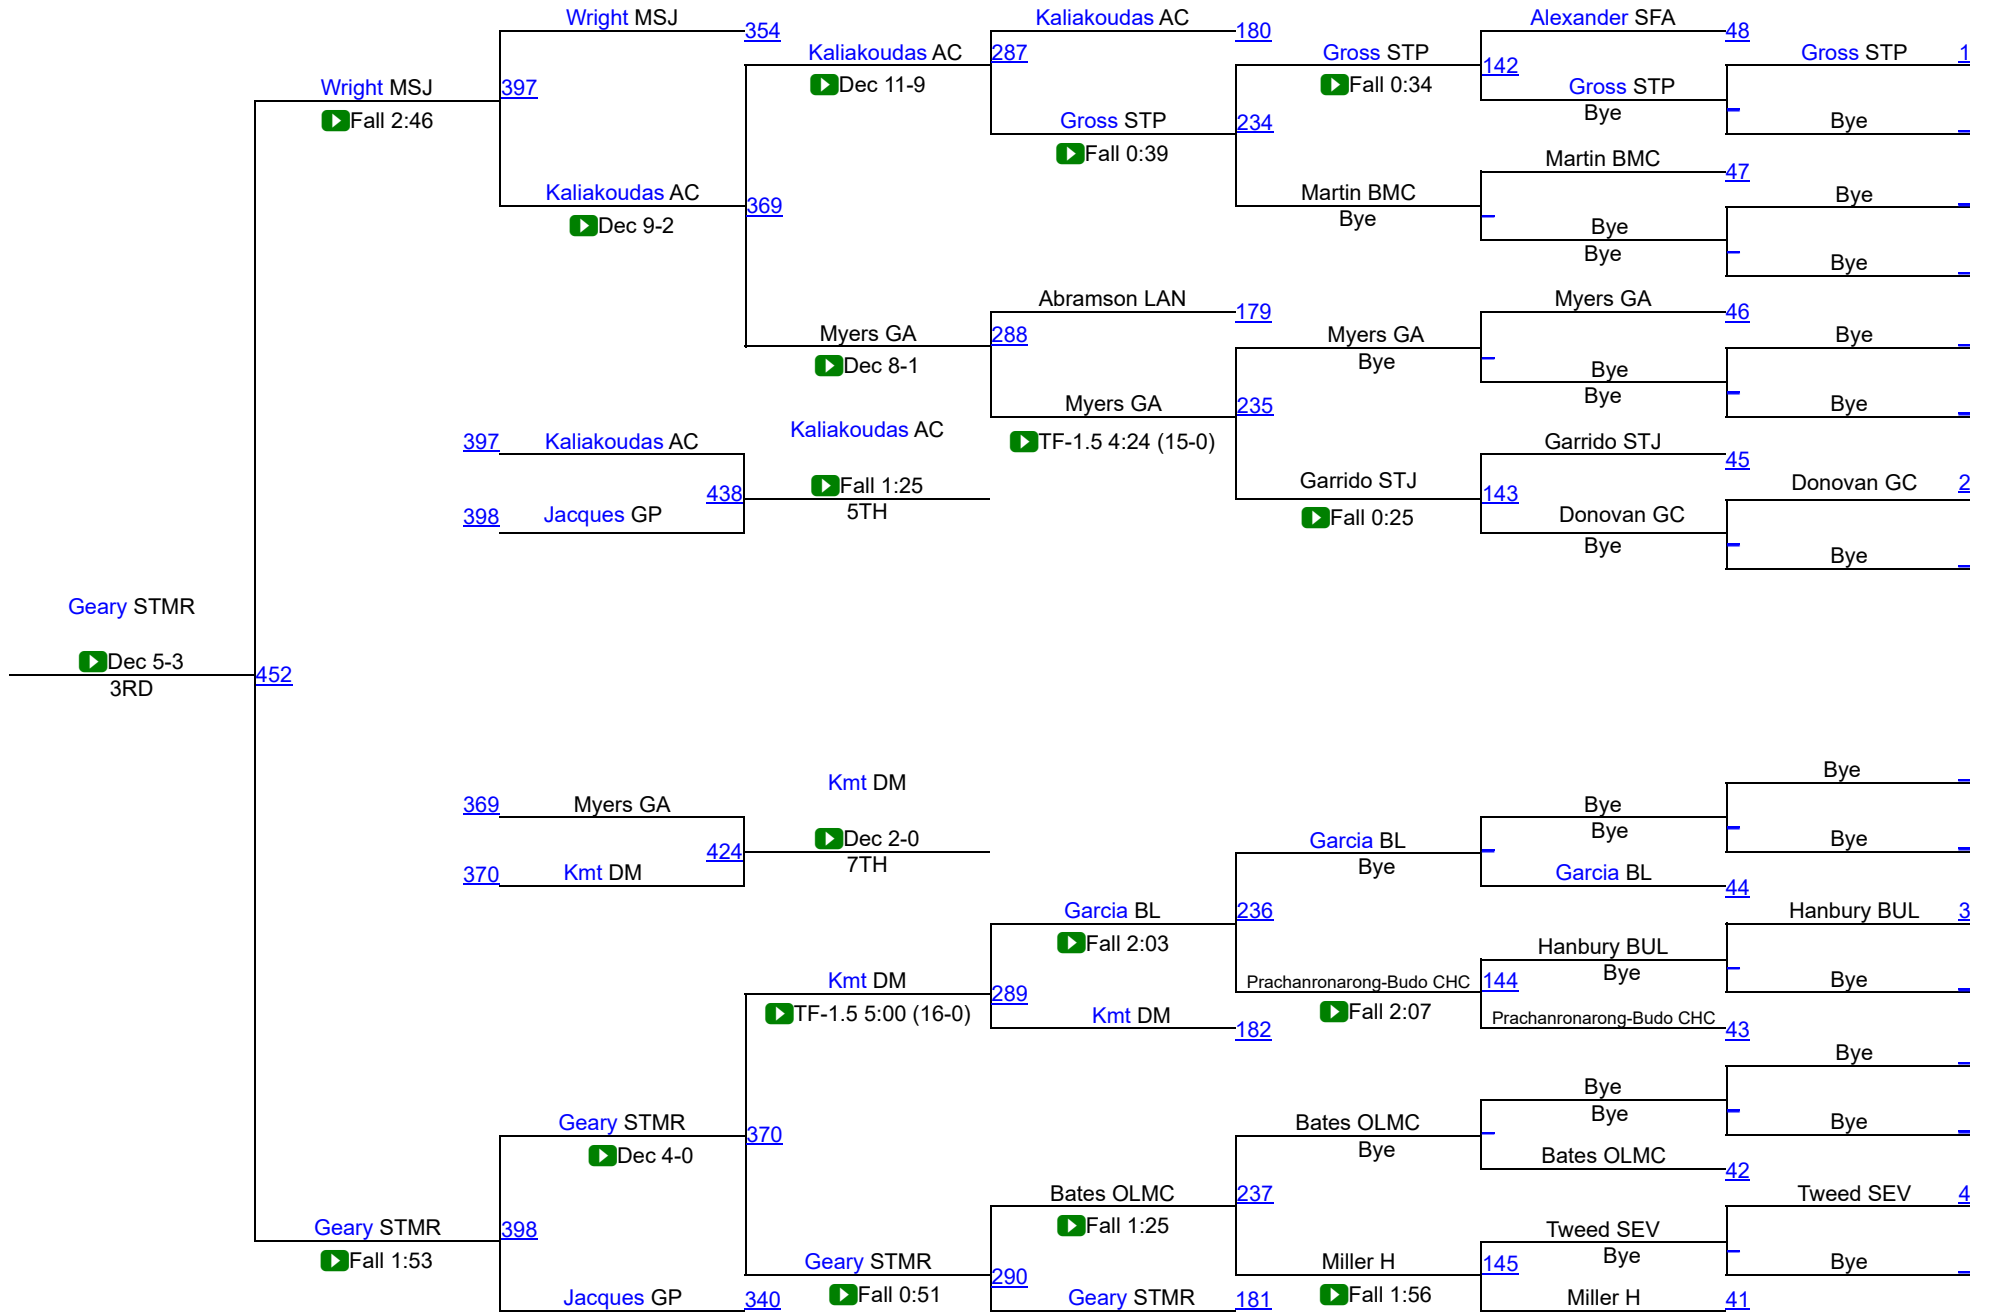 Wright MSJ
354
Kaliakoudas AC
180
Alexander SFA
48
Kaliakoudas AC
287
Gross STP
142
Gross STP
1
Wright MSJ
397
Dec 11-9
Fall 0:34
Gross STP
Bye
Fall 2:46
Gross STP
234
Bye
Fall 0:39
Martin BMC
47
Kaliakoudas AC
369
Martin BMC
Bye
Bye
Dec 9-2
Bye
Bye
Bye
Abramson LAN
179
Myers GA
46
Myers GA
288
Myers GA
Bye
Dec 8-1
Bye
Bye
Bye
Myers GA
235
Bye
397
Kaliakoudas AC
Kaliakoudas AC
TF-1.5 4:24 (15-0)
Garrido STJ
45
438
Fall 1:25
Garrido STJ
143
Donovan GC
2
398
Jacques GP
5TH
Fall 0:25
Donovan GC
Bye
Bye
Geary STMR
Dec 5-3
452
3RD
Kmt DM
Bye
369
Myers GA
Bye
Bye
Dec 2-0
Garcia BL
Bye
424
7TH
Bye
370
Kmt DM
Garcia BL
44
Garcia BL
236
Hanbury BUL
3
Fall 2:03
Hanbury BUL
Bye
Kmt DM
289
Prachanronarong-Budo CHC
144
Bye
TF-1.5 5:00 (16-0)
Kmt DM
182
Fall 2:07
Prachanronarong-Budo CHC
43
Bye
Bye
Bye
Geary STMR
370
Bates OLMC
Bye
Dec 4-0
Bye
Bates OLMC
42
Bates OLMC
237
Tweed SEV
4
Geary STMR
398
Fall 1:25
Tweed SEV
Bye
Fall 1:53
Geary STMR
290
Miller H
145
Bye
Jacques GP
340
Fall 0:51
Geary STMR
181
Fall 1:56
Miller H
41